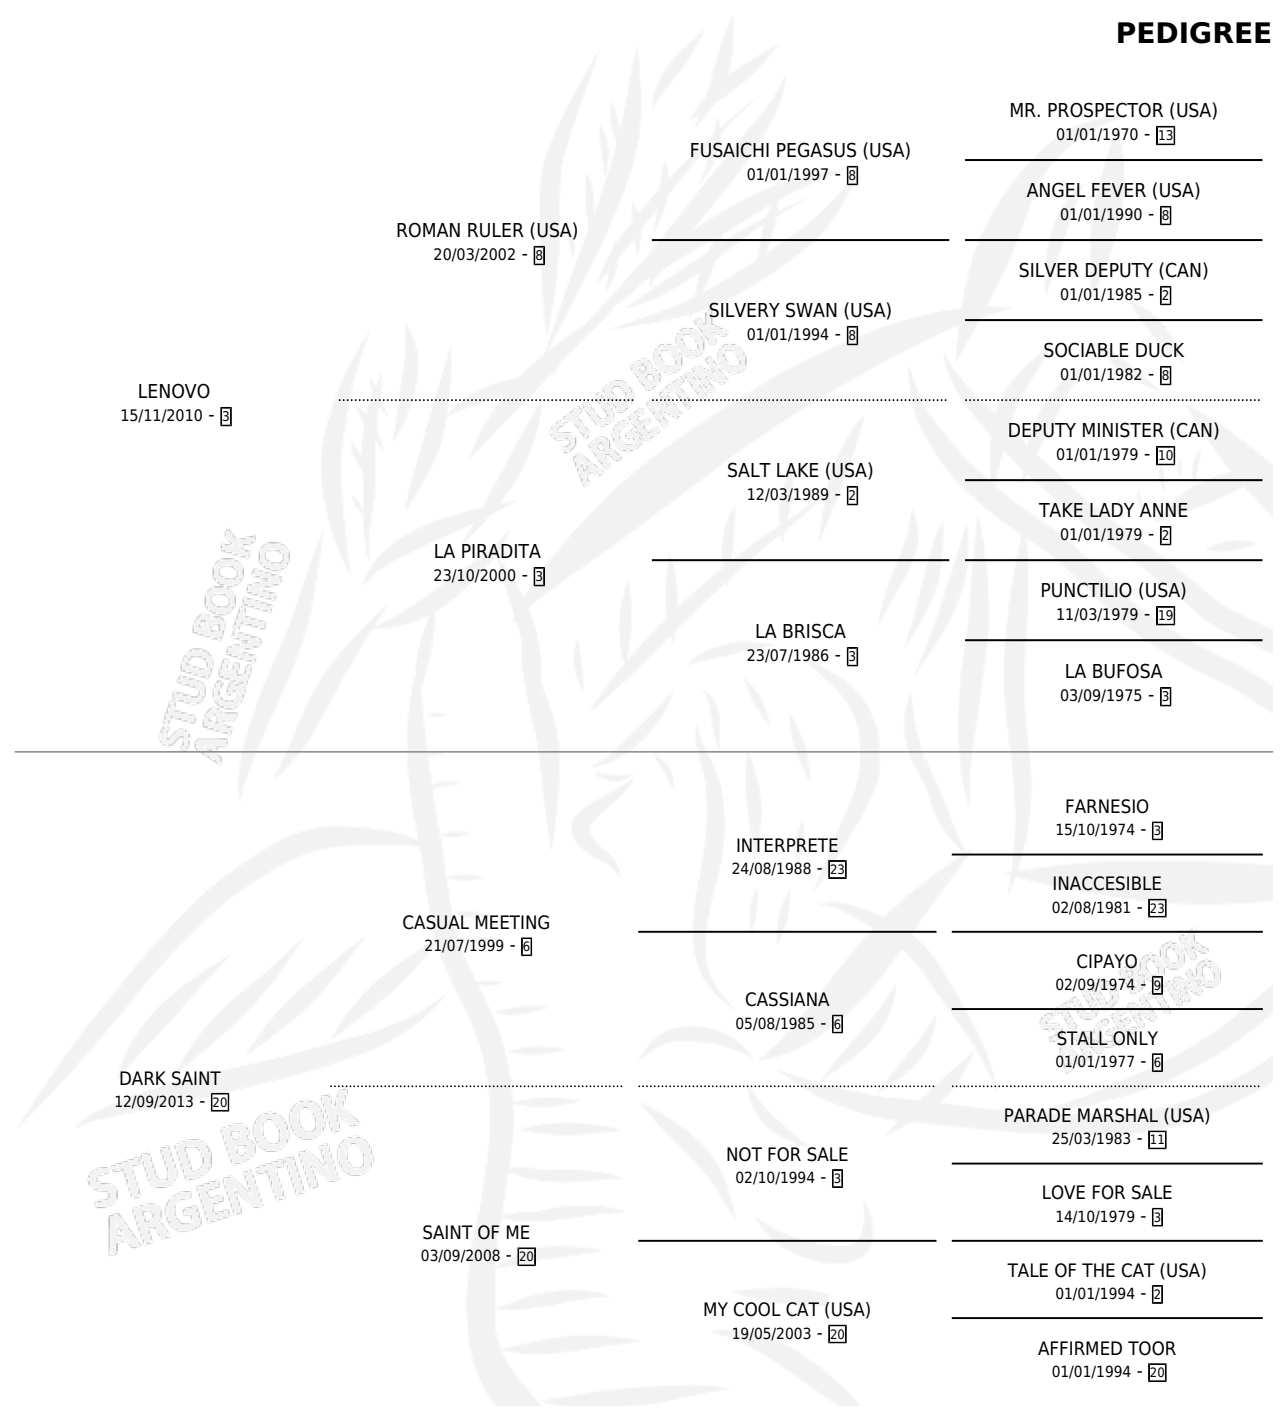 PEDIGREE
MR. PROSPECTOR (USA)
01/01/1970 - 13
FUSAICHI PEGASUS (USA)
01/01/1997 - 8
ANGEL FEVER (USA)
01/01/1990 - 8
ROMAN RULER (USA)
20/03/2002 - 8
SILVER DEPUTY (CAN)
01/01/1985 - 2
SILVERY SWAN (USA)
01/01/1994 - 8
SOCIABLE DUCK
01/01/1982 - 8
LENOVO
15/11/2010 - 3
DEPUTY MINISTER (CAN)
01/01/1979 - 10
SALT LAKE (USA)
12/03/1989 - 2
TAKE LADY ANNE
01/01/1979 - 2
LA PIRADITA
23/10/2000 - 3
PUNCTILIO (USA)
11/03/1979 - 19
LA BRISCA
23/07/1986 - 3
LA BUFOSA
03/09/1975 - 3
FARNESIO
15/10/1974 - 3
INTERPRETE
24/08/1988 - 23
INACCESIBLE
02/08/1981 - 23
CASUAL MEETING
21/07/1999 - 6
CIPAYO
02/09/1974 - 9
CASSIANA
05/08/1985 - 6
STALL ONLY
01/01/1977 - 6
DARK SAINT
12/09/2013 - 20
PARADE MARSHAL (USA)
25/03/1983 - 11
NOT FOR SALE
02/10/1994 - 3
LOVE FOR SALE
14/10/1979 - 3
SAINT OF ME
03/09/2008 - 20
TALE OF THE CAT (USA)
01/01/1994 - 2
MY COOL CAT (USA)
19/05/2003 - 20
AFFIRMED TOOR
01/01/1994 - 20
STUD BOOK
ARGENTINO
STUD BOOK
ARGENTINO
STUD BOOK
ARGENTINO
STUD BOOK
ARGENTINO